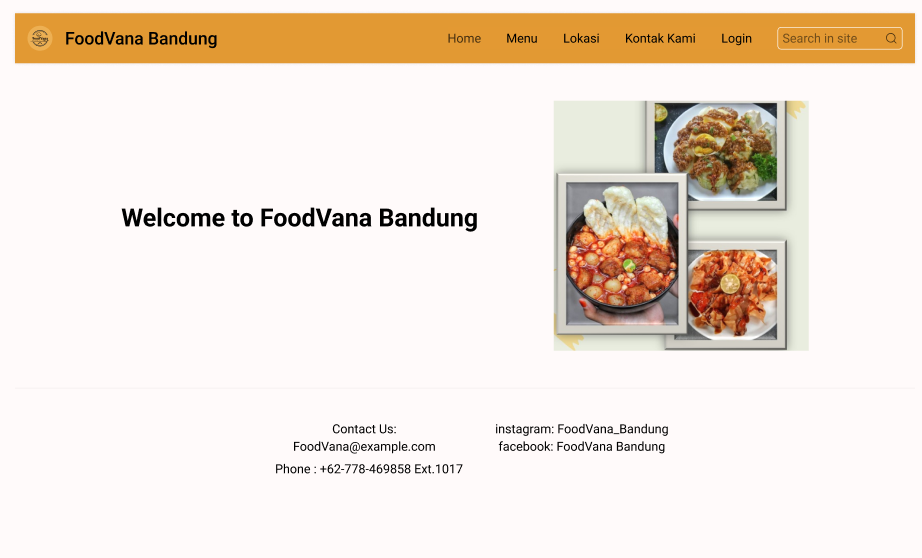 FoodVana Bandung
Home Menu Lokasi Kontak Kami Login Search in site
Welcome to FoodVana Bandung
Contact Us:
FoodVana@example.com
Phone : +62-778-469858 Ext.1017
instagram: FoodVana_Bandung
facebook: FoodVana Bandung